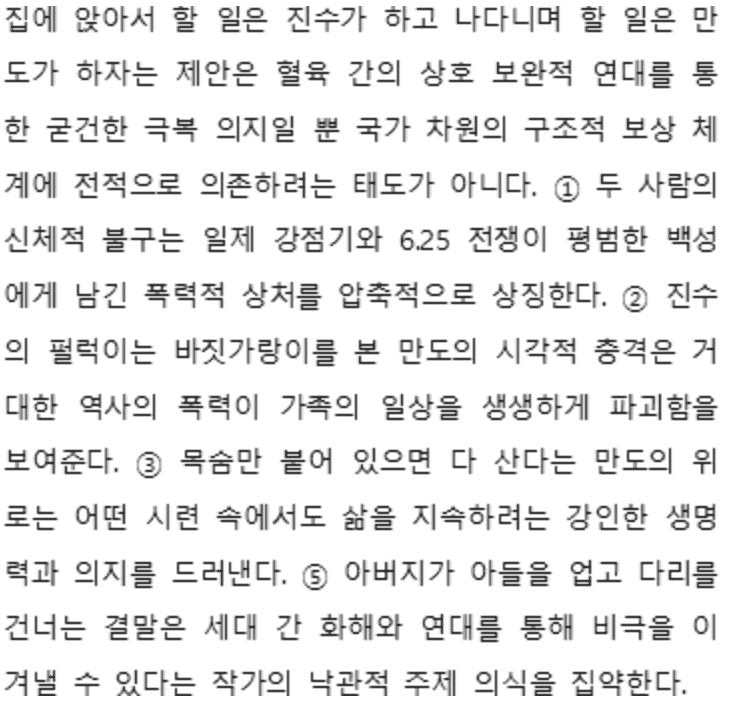 집에 앉아서 할 일은 진수가 하고 나다니며 할 일은 만
도가 하자는 제안은 혈육 간의 상호 보완적 연대를 통
한 굳건한 극복 의지일 뿐 국가 차원의 구조적 보상 체
계에 전적으로 의존하려는 태도가 아니다. ① 두 사람의
신체적 불구는 일제 강점기와 6.25 전쟁이 평범한 백성
에게 남긴 폭력적 상처를 압축적으로 상징한다. ② 진수
의 펄럭이는 바짓가랑이를 본 만도의 시각적 충격은 거
대한 역사의 폭력이 가족의 일상을 생생하게 파괴함을
보여준다. ③ 목숨만 붙어 있으면 다 산다는 만도의 위
로는 어떤 시련 속에서도 삶을 지속하려는 강인한 생명
력과 의지를 드러낸다. ⑤ 아버지가 아들을 업고 다리를
건너는 결말은 세대 간 화해와 연대를 통해 비극을 이
겨낼 수 있다는 작가의 낙관적 주제 의식을 집약한다.